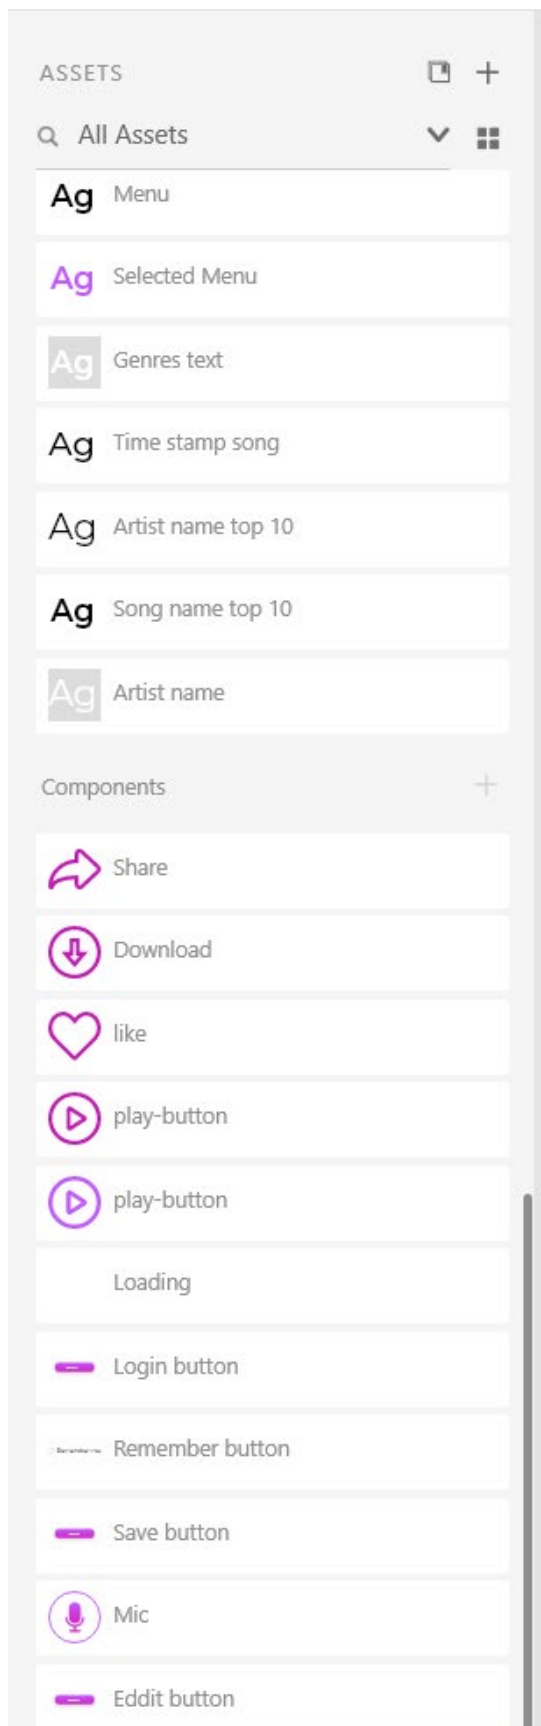 ASSETS
All Assets
Ag Menu
Ag Selected Menu
Ag Genres text
Ag Time stamp song
Ag Artist name top 10
Ag Song name top 10
Ag Artist name
Components
Share
Download
like
play-button
play-button
Loading
Login button
Remember button
Save button
Mic
Eddit button